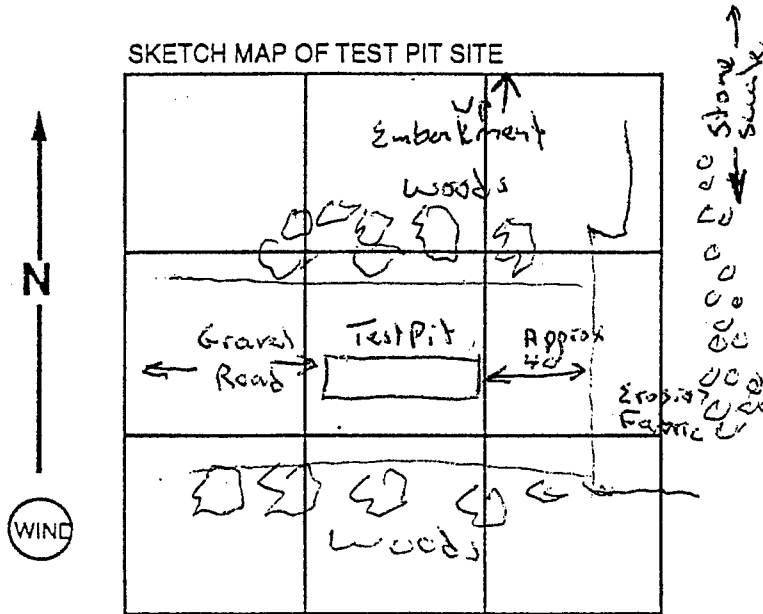 SKETCH MAP OF TEST PIT SITE
Up
Embankment
Woods
Stone
N
Gravel
Road
Test Pit
Approx
40
Erosion
Fabric
WIND
Woods